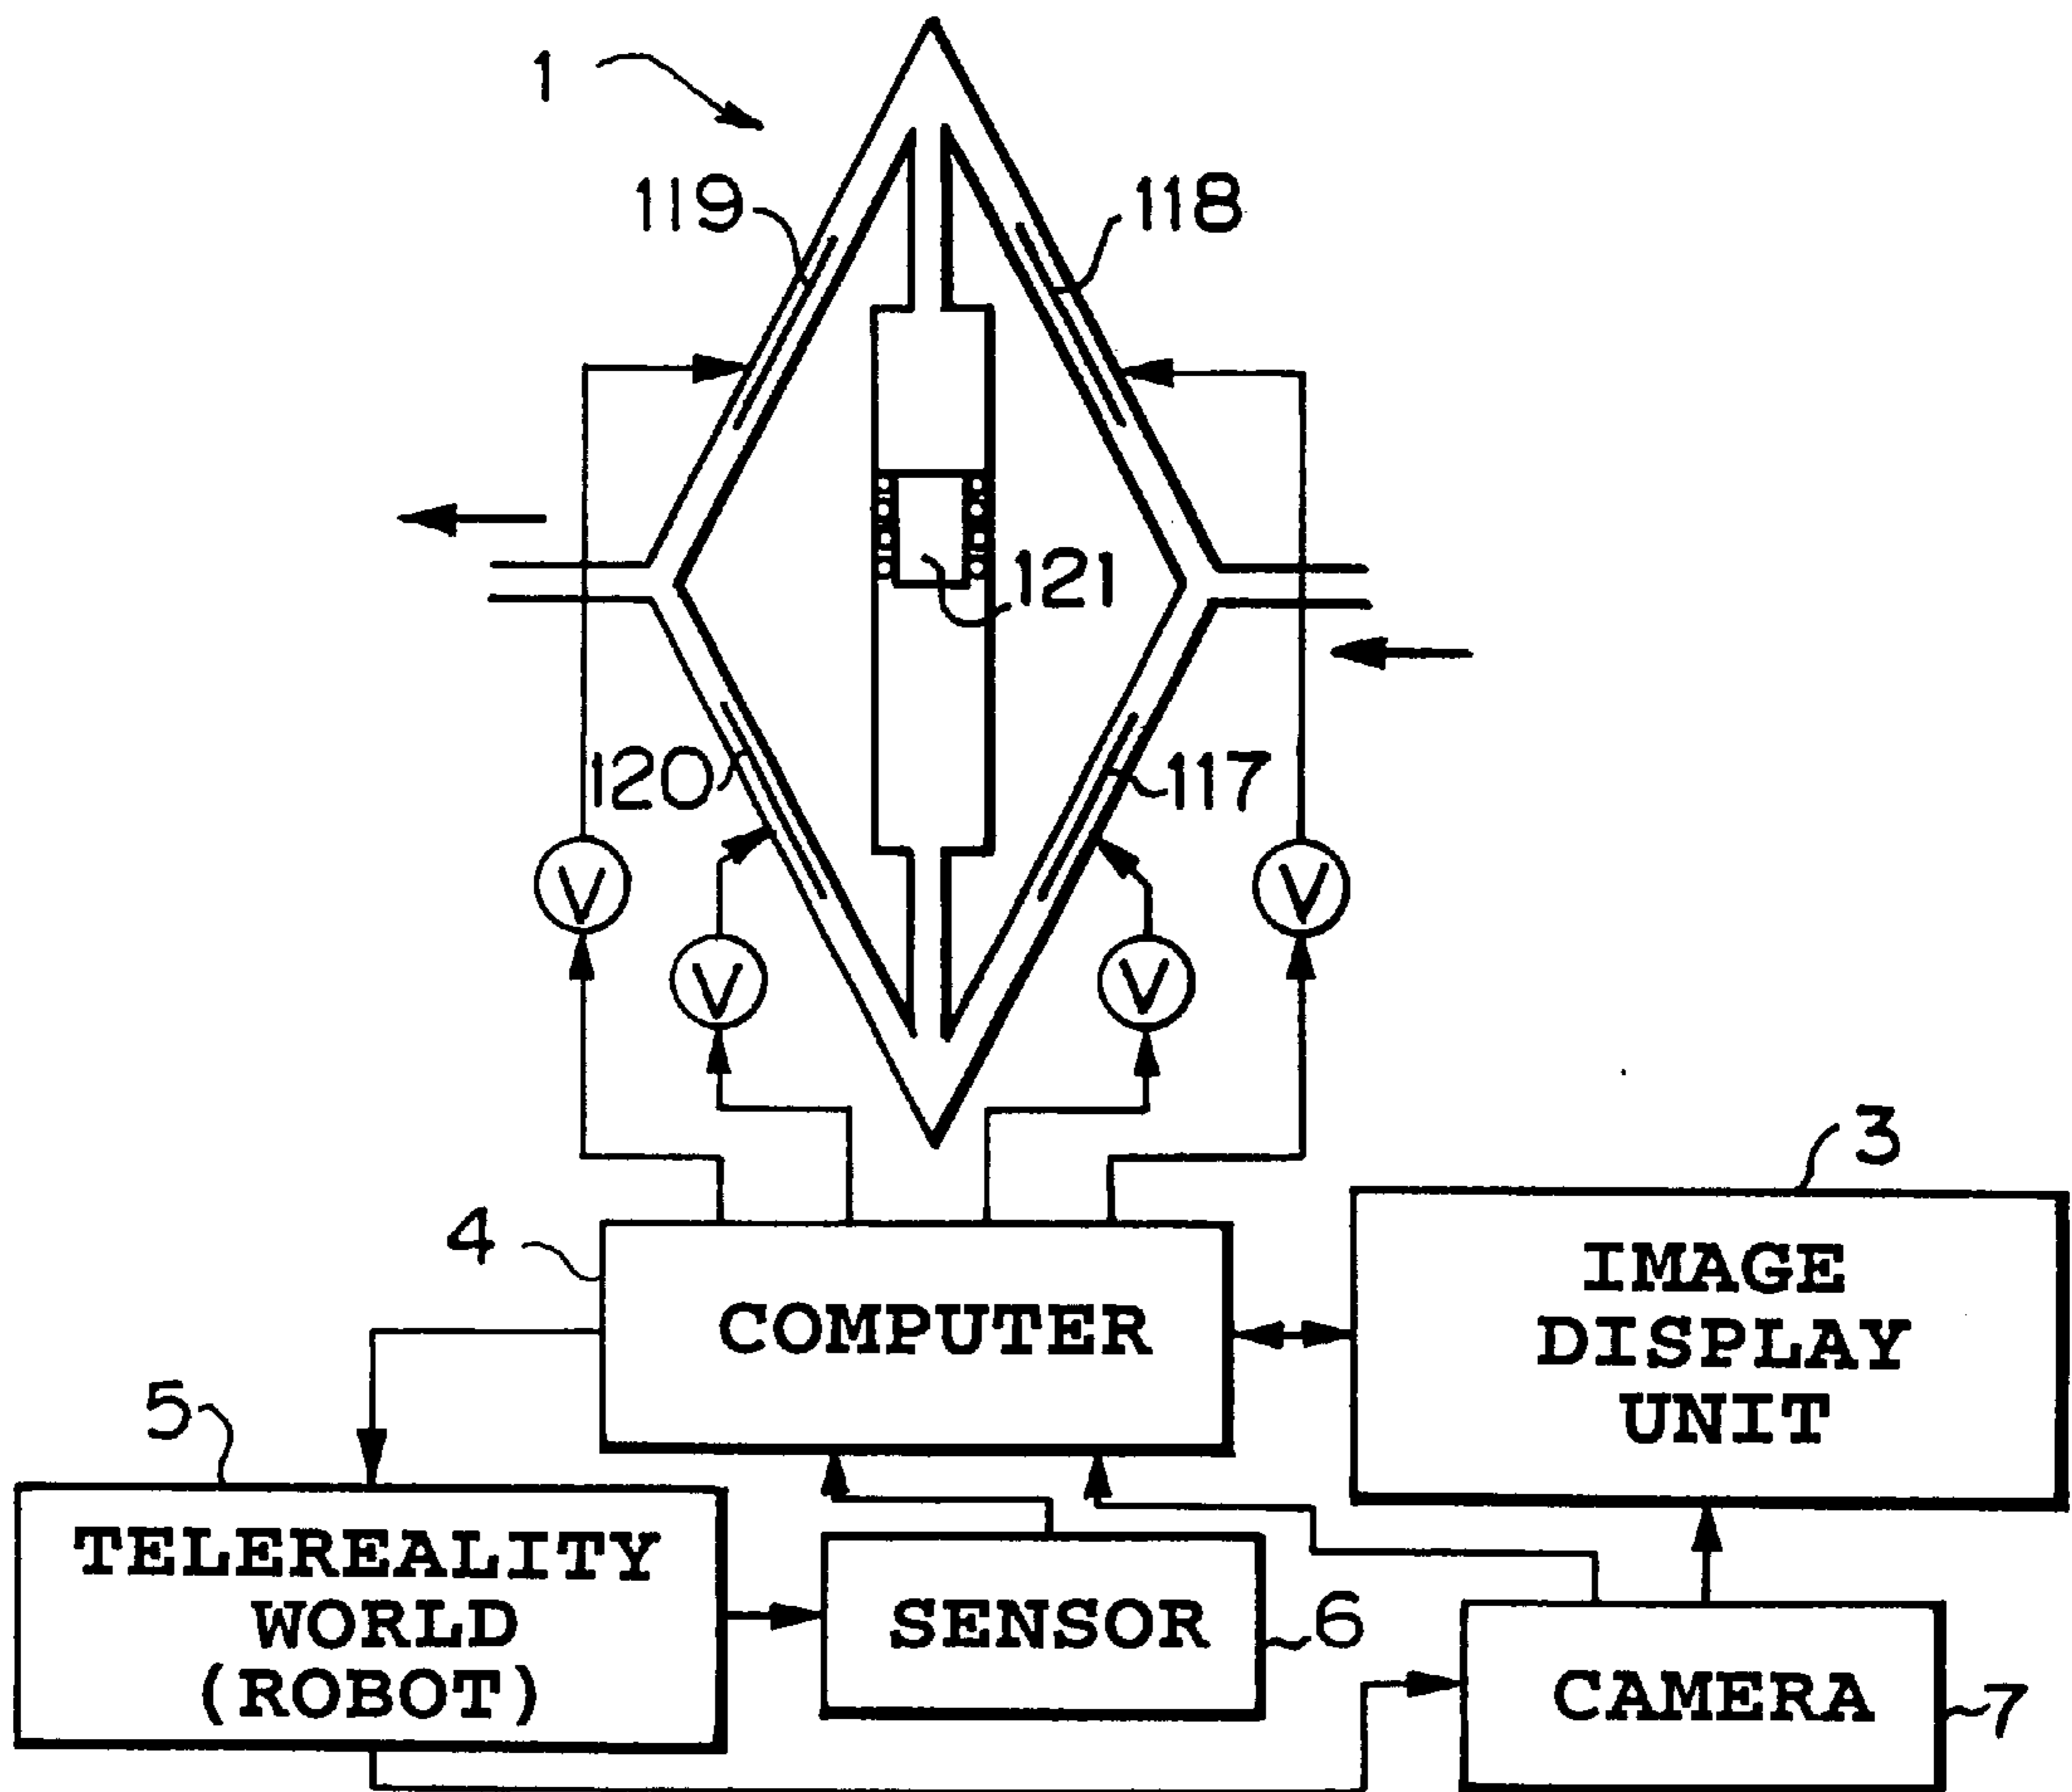 1
119
118
121
120
117
V
V
V
V
3
4
COMPUTER
IMAGE
DISPLAY
UNIT
5
TELEREALITY
WORLD
(ROBOT)
SENSOR
6
CAMERA
7